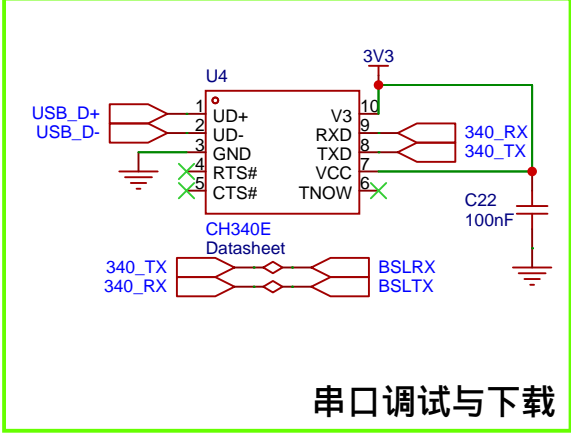 3V3
U4
USB_D+ 1 UD+ V3 10
USB_D- 2 UD- RXD 9 340_RX
3 GND TXD 8 340_TX
4 RTS# VCC 7
5 CTS# TNOW 6
C22
100nF
CH340E
Datasheet
340_TX BSLRX
340_RX BSLTX
串口调试与下载